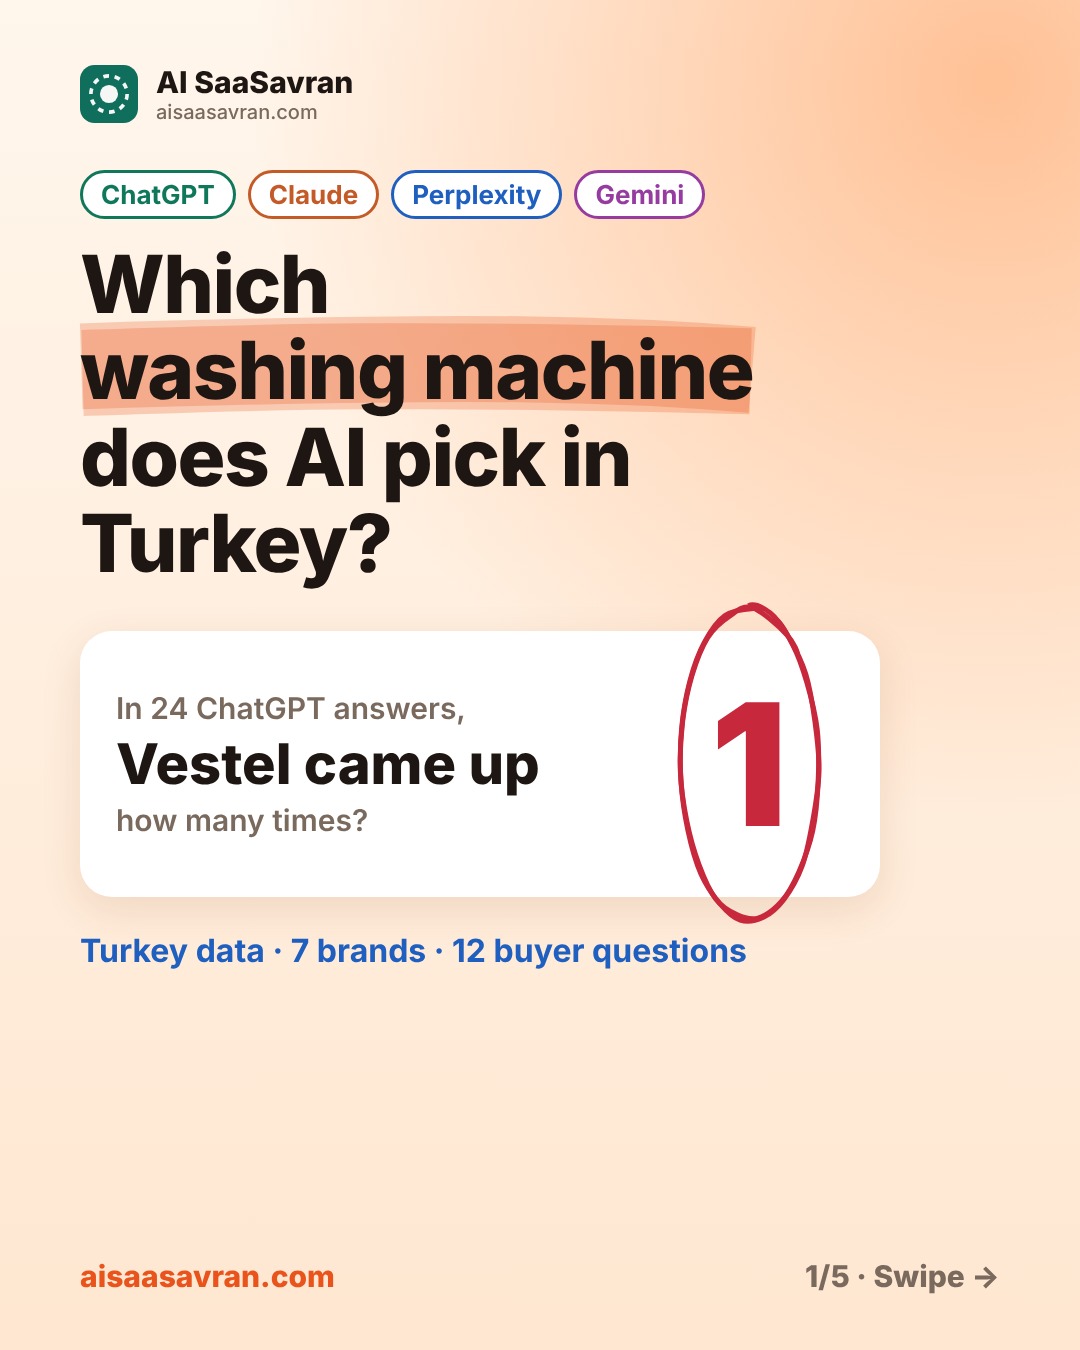 AI SaaSavran
aisaasavran.com
ChatGPT Claude Perplexity Gemini
Which
washing machine
does AI pick in
Turkey?
In 24 ChatGPT answers,
Vestel came up
how many times?
1
Turkey data · 7 brands · 12 buyer questions
aisaasavran.com
1/5 · Swipe →